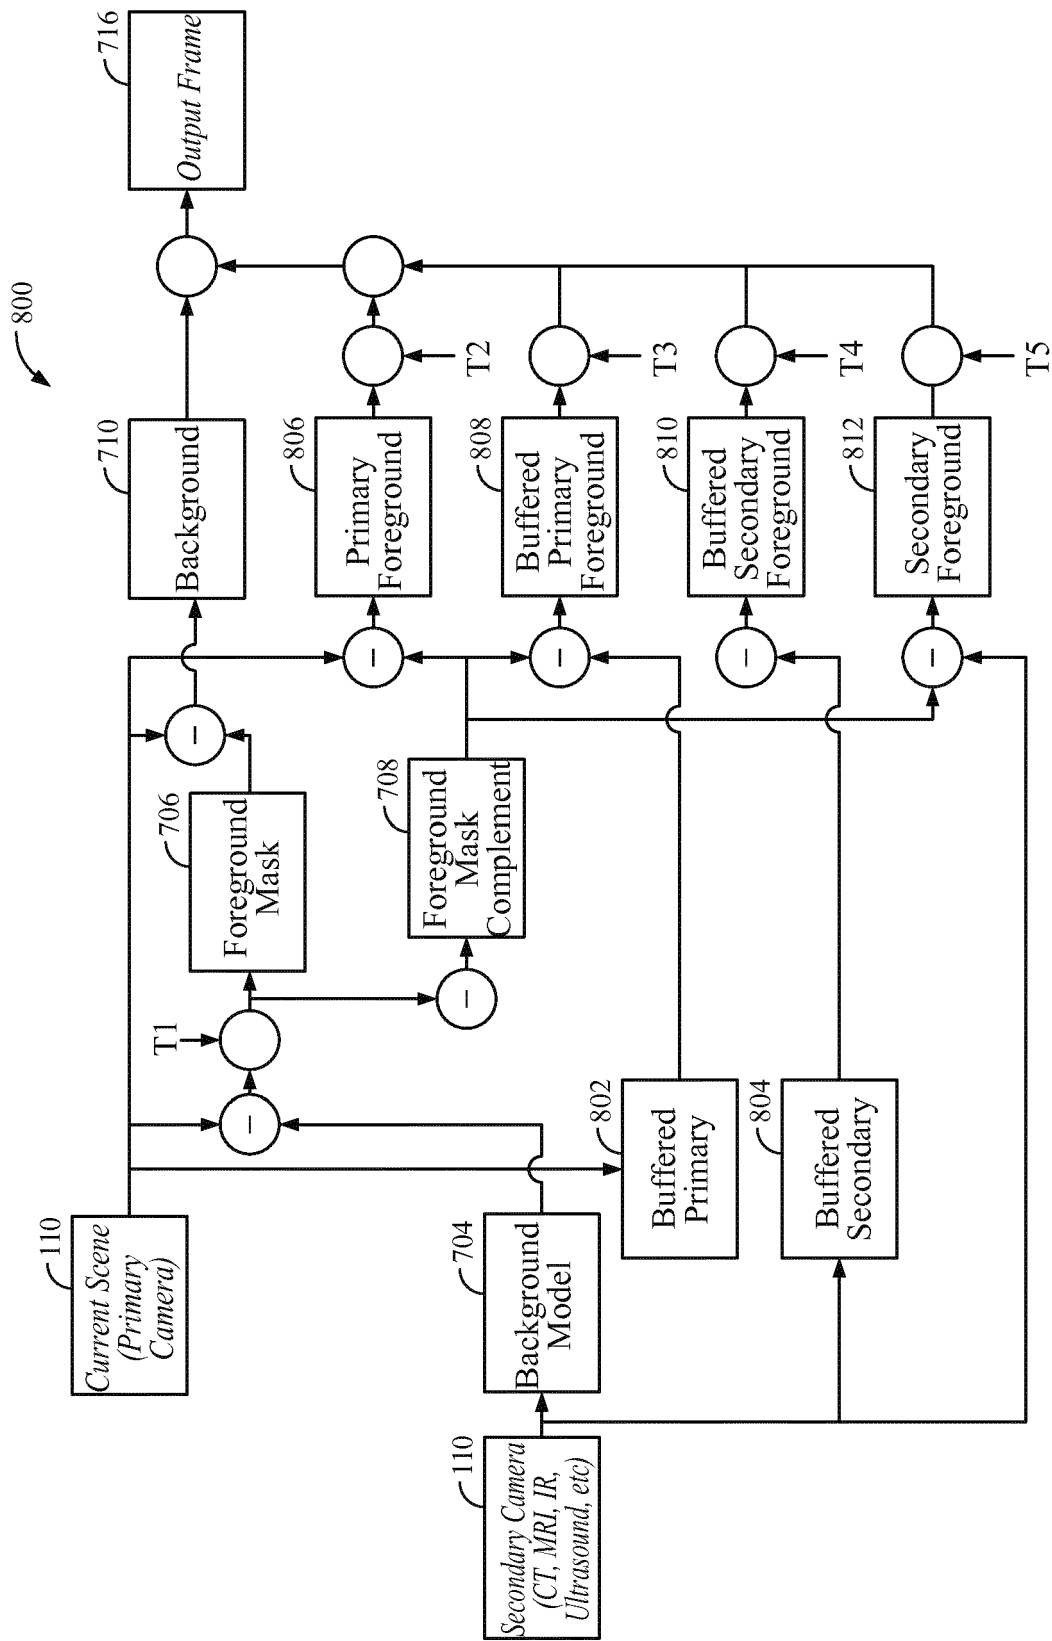 800
110
Current Scene
(Primary
Camera)
110
Secondary Camera
(CT, MRI, IR,
Ultrasound, etc)
704
Background
Model
802
Buffered
Primary
804
Buffered
Secondary
T1
−
706
Foreground
Mask
−
708
Foreground
Mask
Complement
−
−
−
−
−
710
Background
806
Primary
Foreground
808
Buffered
Primary
Foreground
810
Buffered
Secondary
Foreground
812
Secondary
Foreground
T2
T3
T4
T5
716
Output Frame